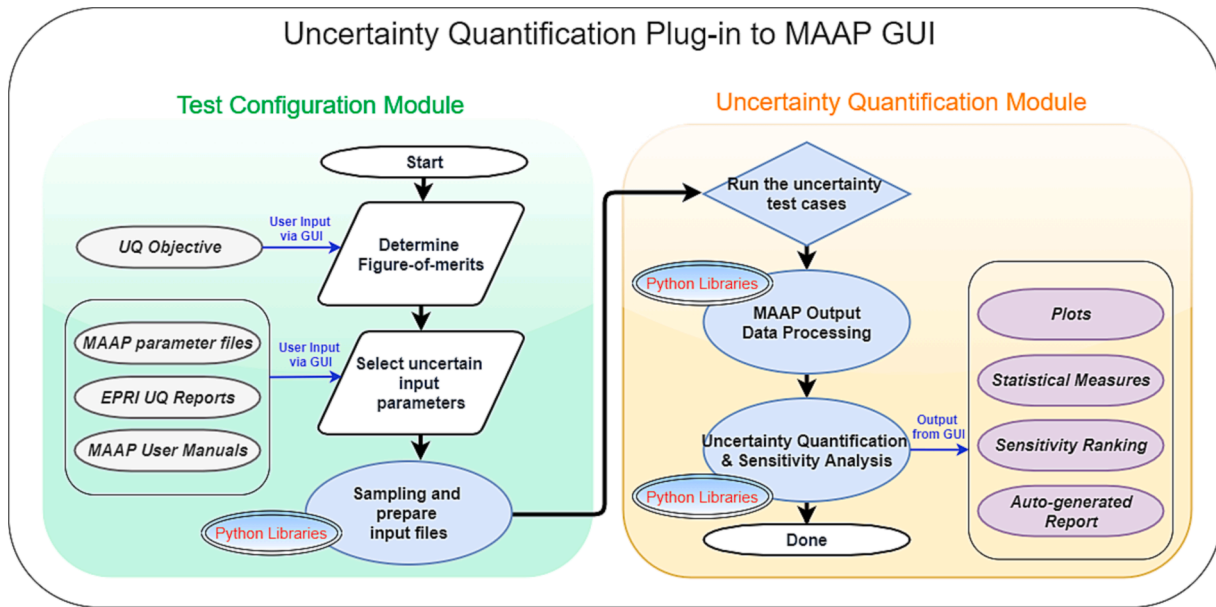 Uncertainty Quantification Plug-in to MAAP GUI
Test Configuration Module
Start
UQ Objective
User Input
via GUI
Determine
Figure-of-merits
MAAP parameter files
EPRI UQ Reports
MAAP User Manuals
User Input
via GUI
Select uncertain
input
parameters
Sampling and
prepare
input files
Python Libraries
Uncertainty Quantification Module
Run the uncertainty
test cases
Python Libraries
MAAP Output
Data Processing
Uncertainty Quantification
& Sensitivity Analysis
Python Libraries
Output
from GUI
Done
Plots
Statistical Measures
Sensitivity Ranking
Auto-generated
Report